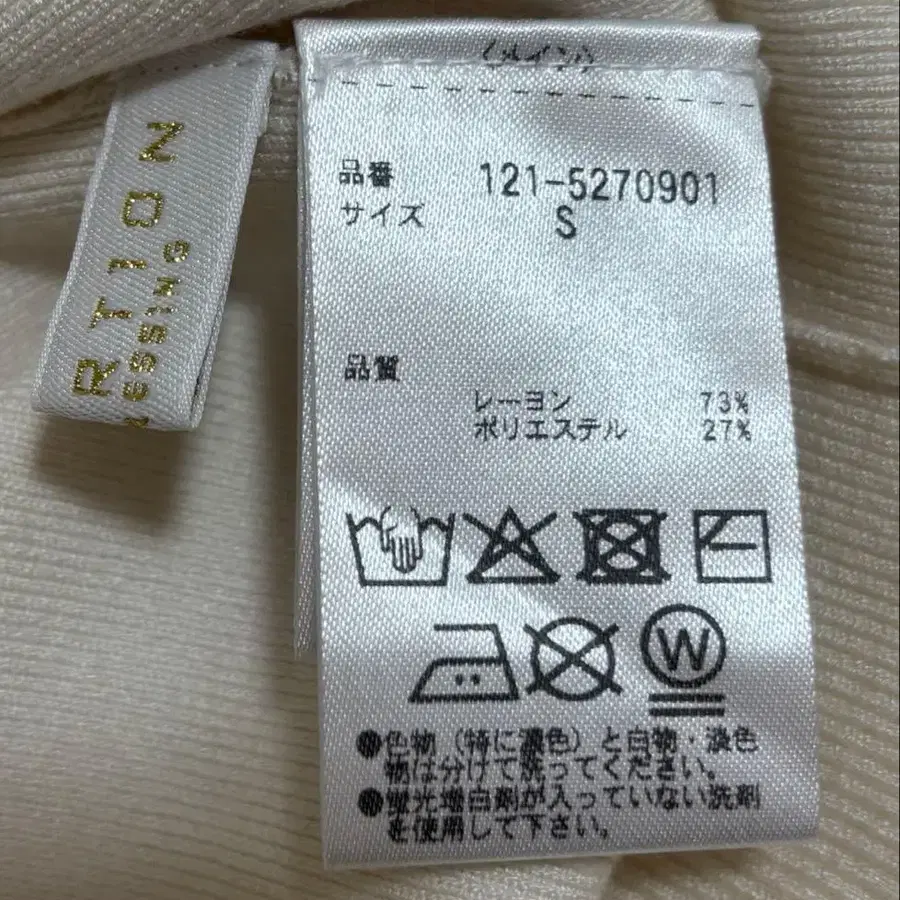 RTION
ESSING
品番 121-5270901
サイズ S
品質
レーヨン 73%
ポリエステル 27%
W
●色物（特に濃色）と白物・淡色
物は分けて洗ってください。
●蛍光増白剤が入っていない洗剤
を使用して下さい。